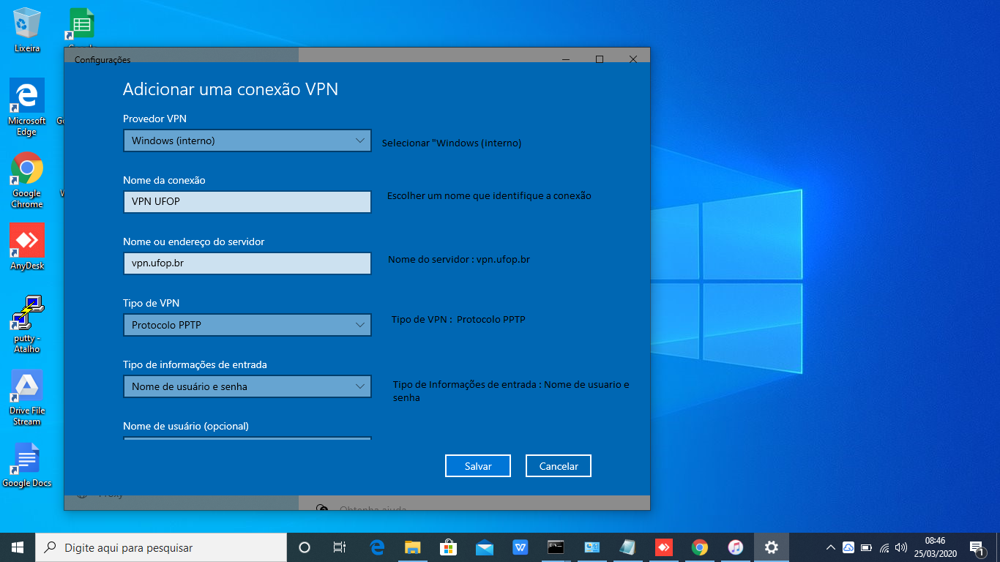 Lixeira
Configurações
Adicionar uma conexão VPN
Provedor VPN
Windows (interno)
Selecionar "Windows (interno)
Microsoft
Edge
Nome da conexão
VPN UFOP
Escolher um nome que identifique a conexão
Google
Chrome
Nome ou endereço do servidor
vpn.ufop.br
Nome do servidor : vpn.ufop.br
AnyDesk
Tipo de VPN
Protocolo PPTP
Tipo de VPN : Protocolo PPTP
putty -
Atalho
Tipo de informações de entrada
Nome de usuário e senha
Tipo de Informações de entrada : Nome de usuario e
senha
Drive File
Stream
Nome de usuário (opcional)
Salvar
Cancelar
Google Docs
Proxy
Obtenha ajuda
Digite aqui para pesquisar
08:46
25/03/2020
1